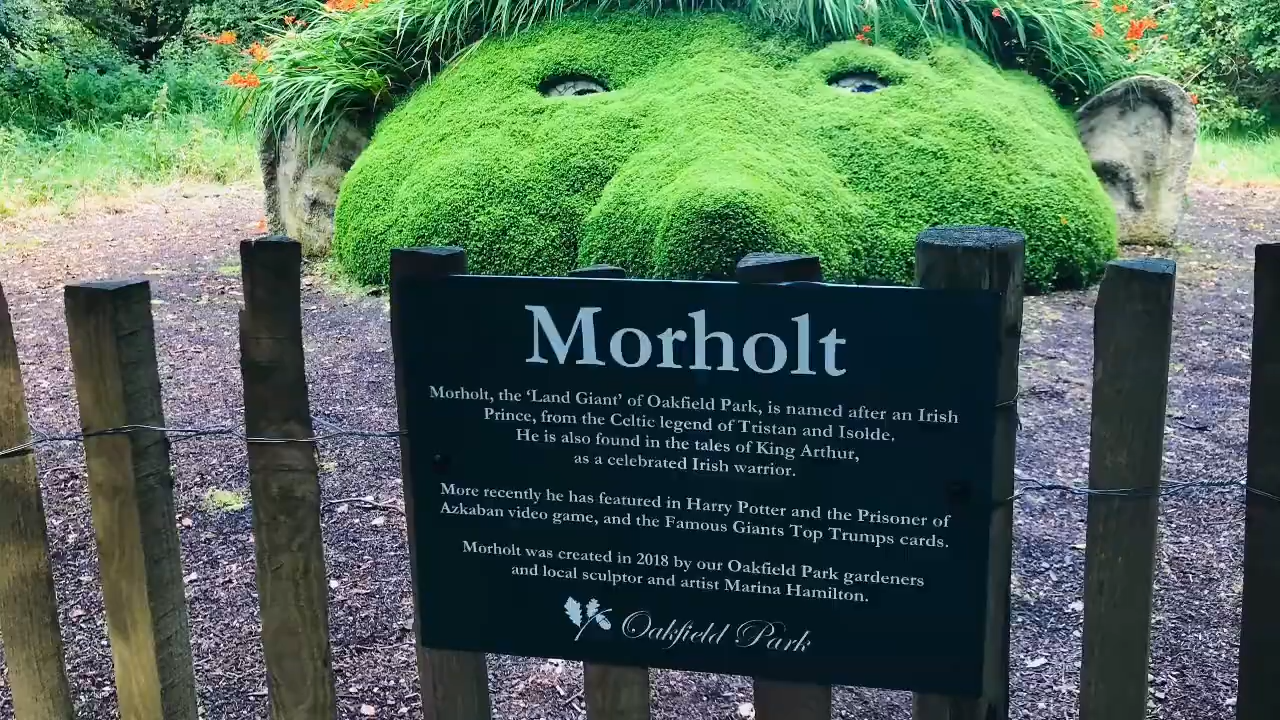 Morholt
Morholt, the ‘Land Giant’ of Oakfield Park, is named after an Irish
Prince, from the Celtic legend of Tristan and Isolde.
He is also found in the tales of King Arthur,
as a celebrated Irish warrior.
More recently he has featured in Harry Potter and the Prisoner of
Azkaban video game, and the Famous Giants Top Trumps cards.
Morholt was created in 2018 by our Oakfield Park gardeners
and local sculptor and artist Marina Hamilton.
Oakfield Park